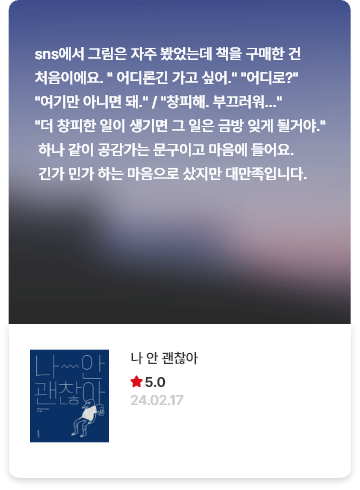 sns에서 그림은 자주 봤었는데 책을 구매한 건
처음이에요. " 어디론긴 가고 싶어." "어디로?"
"여기만 아니면 돼." / "창피해. 부끄러워..."
"더 창피한 일이 생기면 그 일은 금방 잊게 될거야."
하나 같이 공감가는 문구이고 마음에 들어요.
긴가 민가 하는 마음으로 샀지만 대만족입니다.
나 안 괜찮아
5.0
24.02.17
나 안
괜찮아